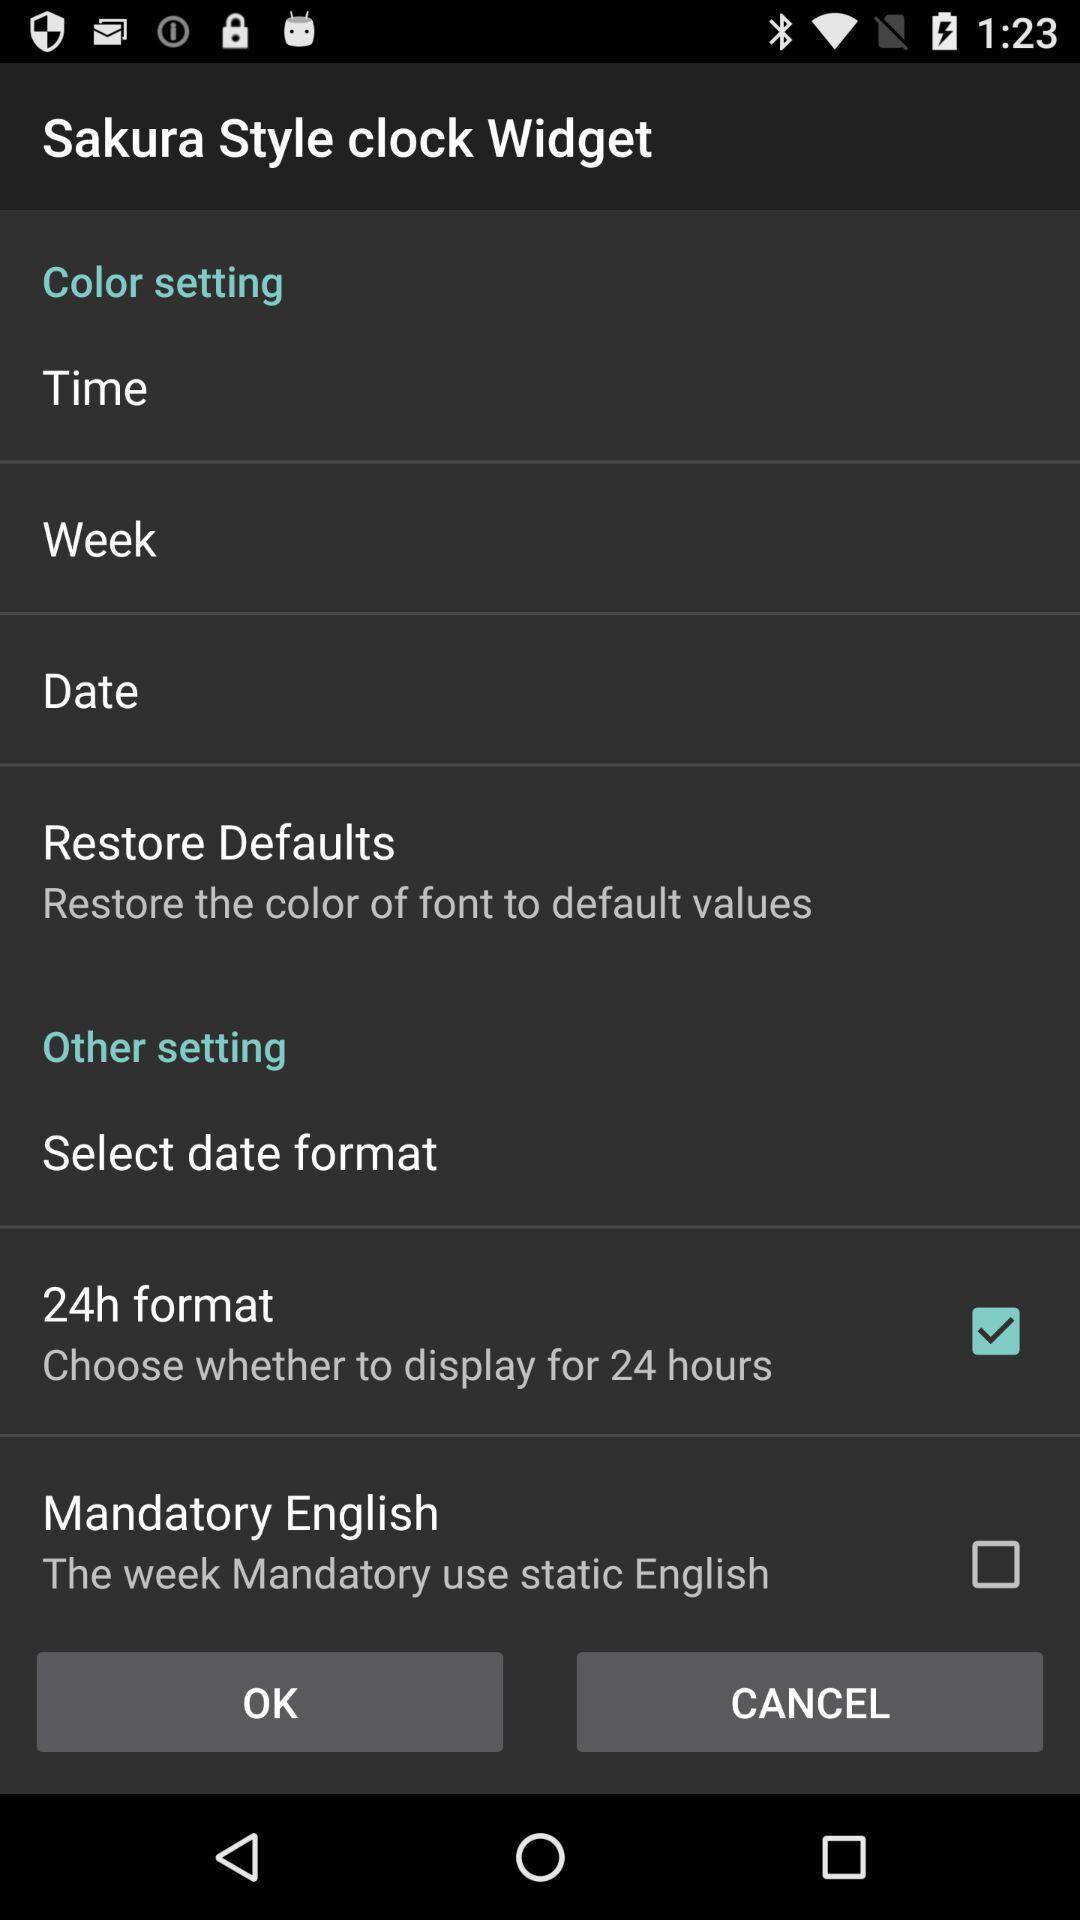 1:23
Sakura Style clock Widget
Color setting
Time
Week
Date
Restore Defaults
Restore the color of font to default values
Other setting
Select date format
24h format
Choose whether to display for 24 hours
Mandatory English
The week Mandatory use static English
OK CANCEL